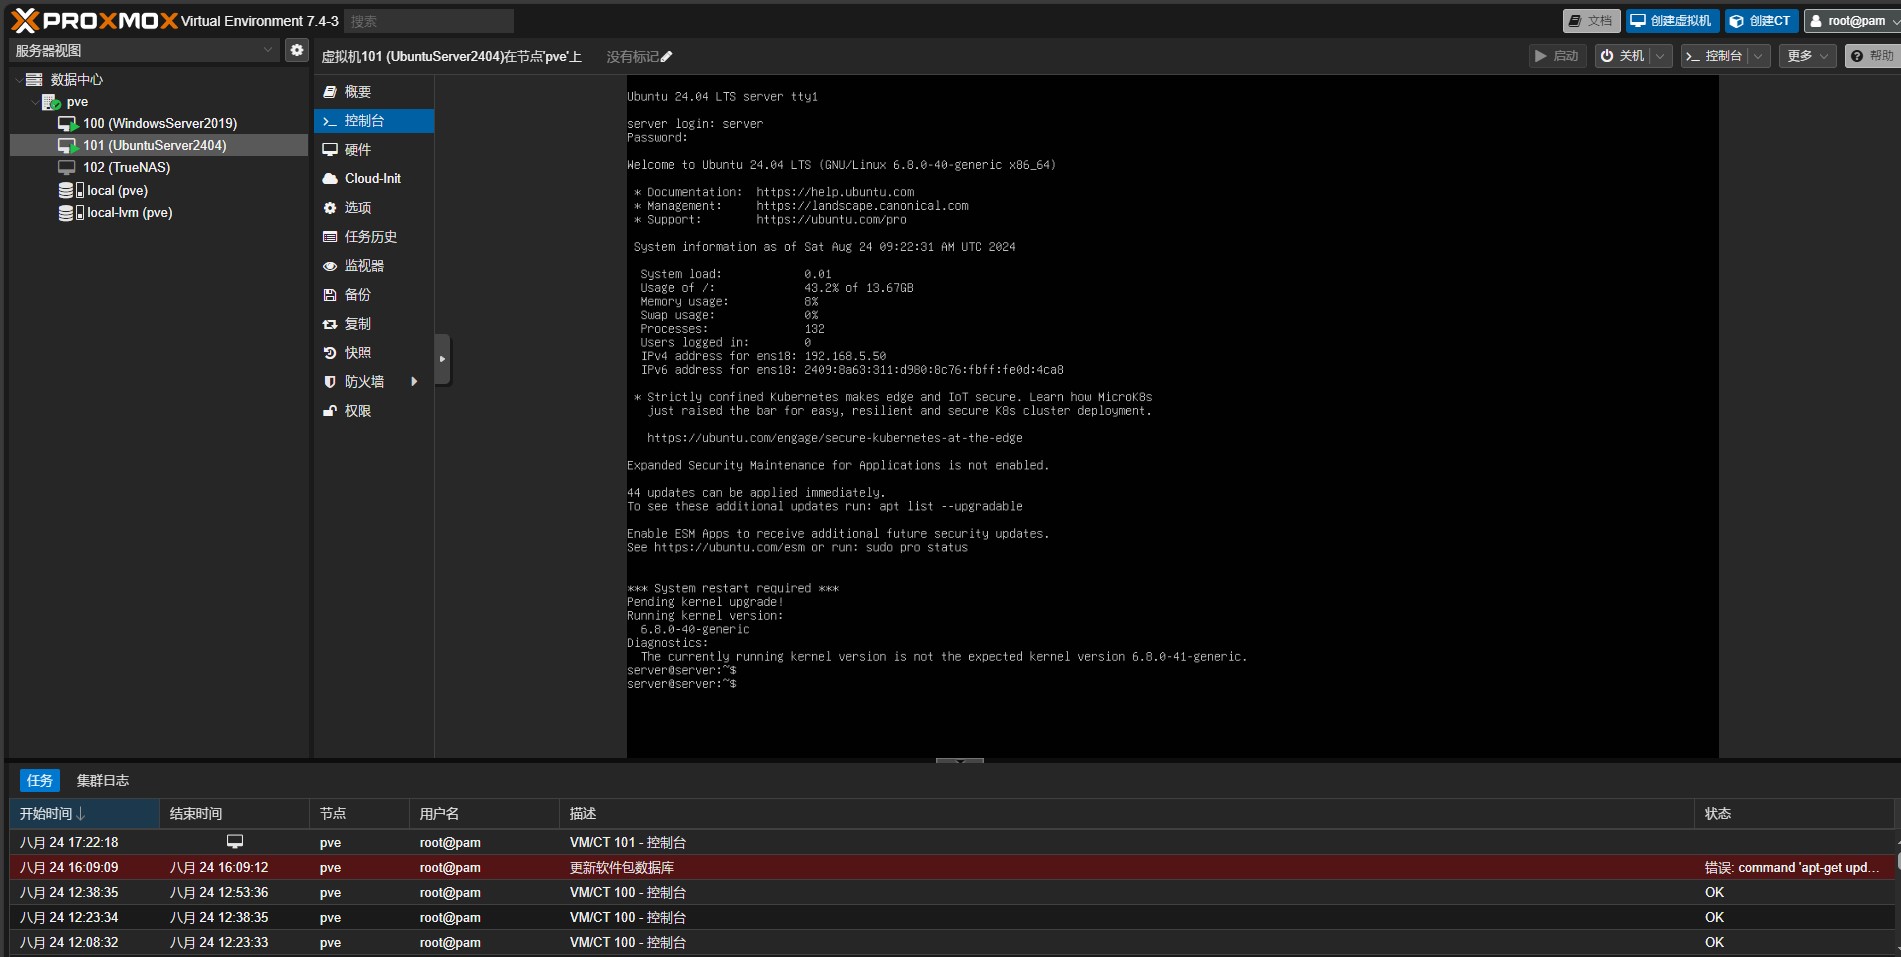 PROXMOX Virtual Environment 7.4-3 搜索 文档 创建虚拟机 创建CT root@pam
服务器视图
数据中心
pve
100 (WindowsServer2019)
101 (UbuntuServer2404)
102 (TrueNAS)
local (pve)
local-lvm (pve)
虚拟机101 (UbuntuServer2404)在节点'pve'上 没有标记 启动 关机 控制台 更多 帮助
概要
控制台
硬件
Cloud-Init
选项
任务历史
监视器
备份
复制
快照
防火墙
权限
Ubuntu 24.04 LTS server tty1
server login: server
Password:
Welcome to Ubuntu 24.04 LTS (GNU/Linux 6.8.0-40-generic x86_64)
* Documentation: https://help.ubuntu.com
* Management: https://landscape.canonical.com
* Support: https://ubuntu.com/pro
System information as of Sat Aug 24 09:22:31 AM UTC 2024
System load: 0.01
Usage of /: 43.2% of 13.67GB
Memory usage: 8%
Swap usage: 0%
Processes: 132
Users logged in: 0
IPv4 address for ens18: 192.168.5.50
IPv6 address for ens18: 2409:8a63:311:d980:8c76:fbff:fe0d:4ca8
* Strictly confined Kubernetes makes edge and IoT secure. Learn how MicroK8s
just raised the bar for easy, resilient and secure K8s cluster deployment.
https://ubuntu.com/engage/secure-kubernetes-at-the-edge
Expanded Security Maintenance for Applications is not enabled.
44 updates can be applied immediately.
To see these additional updates run: apt list --upgradable
Enable ESM Apps to receive additional future security updates.
See https://ubuntu.com/esm or run: sudo pro status
*** System restart required ***
Pending kernel upgrade!
Running kernel version:
6.8.0-40-generic
Diagnostics:
The currently running kernel version is not the expected kernel version 6.8.0-41-generic.
server@server:~$
server@server:~$
任务 集群日志
开始时间↓ 结束时间 节点 用户名 描述 状态
八月 24 17:22:18 pve root@pam VM/CT 101 - 控制台
八月 24 16:09:09 八月 24 16:09:12 pve root@pam 更新软件包数据库 错误: command 'apt-get upd...
八月 24 12:38:35 八月 24 12:53:36 pve root@pam VM/CT 100 - 控制台 OK
八月 24 12:23:34 八月 24 12:38:35 pve root@pam VM/CT 100 - 控制台 OK
八月 24 12:08:32 八月 24 12:23:33 pve root@pam VM/CT 100 - 控制台 OK